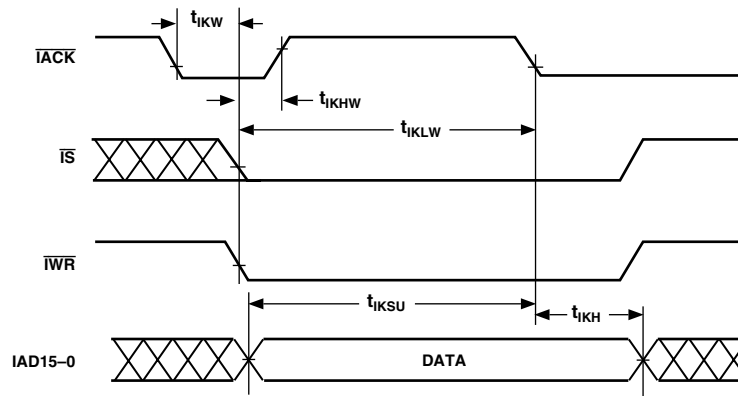 tIKW
IACK
tIKHW
tIKLW
IS
IWR
tIKSU
tIKH
IAD15–0
DATA